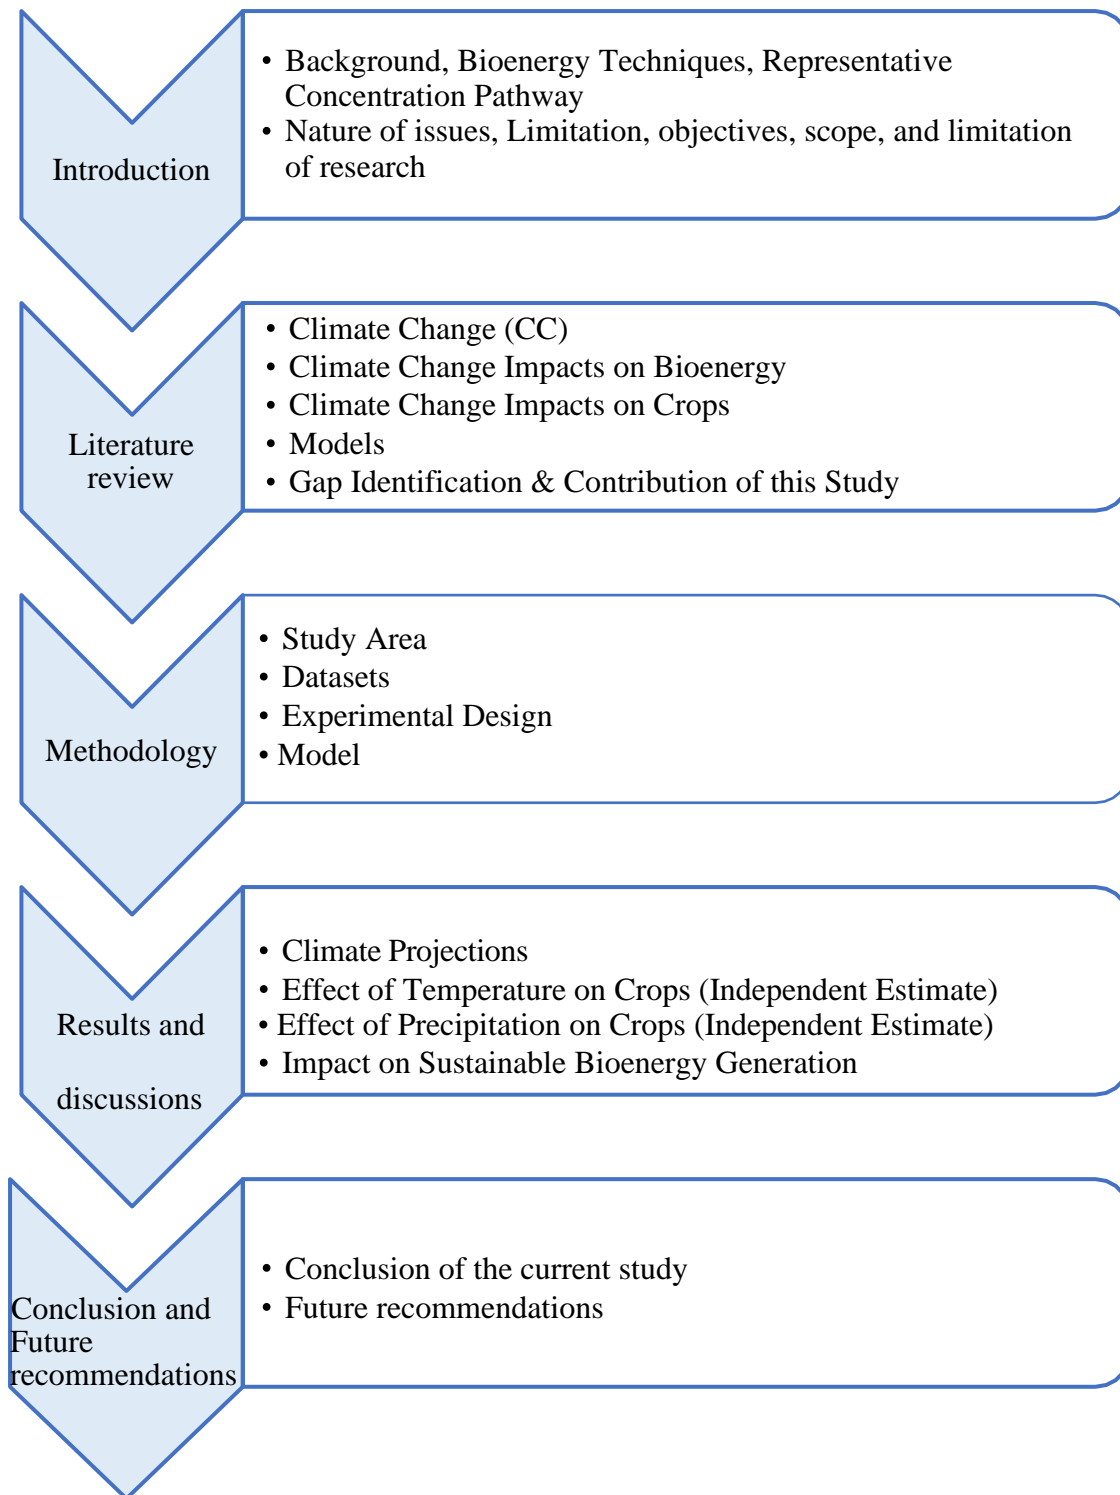 Introduction
• Background, Bioenergy Techniques, Representative
Concentration Pathway
• Nature of issues, Limitation, objectives, scope, and limitation
of research
Literature
review
• Climate Change (CC)
• Climate Change Impacts on Bioenergy
• Climate Change Impacts on Crops
• Models
• Gap Identification & Contribution of this Study
Methodology
• Study Area
• Datasets
• Experimental Design
• Model
Results and
discussions
• Climate Projections
• Effect of Temperature on Crops (Independent Estimate)
• Effect of Precipitation on Crops (Independent Estimate)
• Impact on Sustainable Bioenergy Generation
Conclusion and
Future
recommendations
• Conclusion of the current study
• Future recommendations